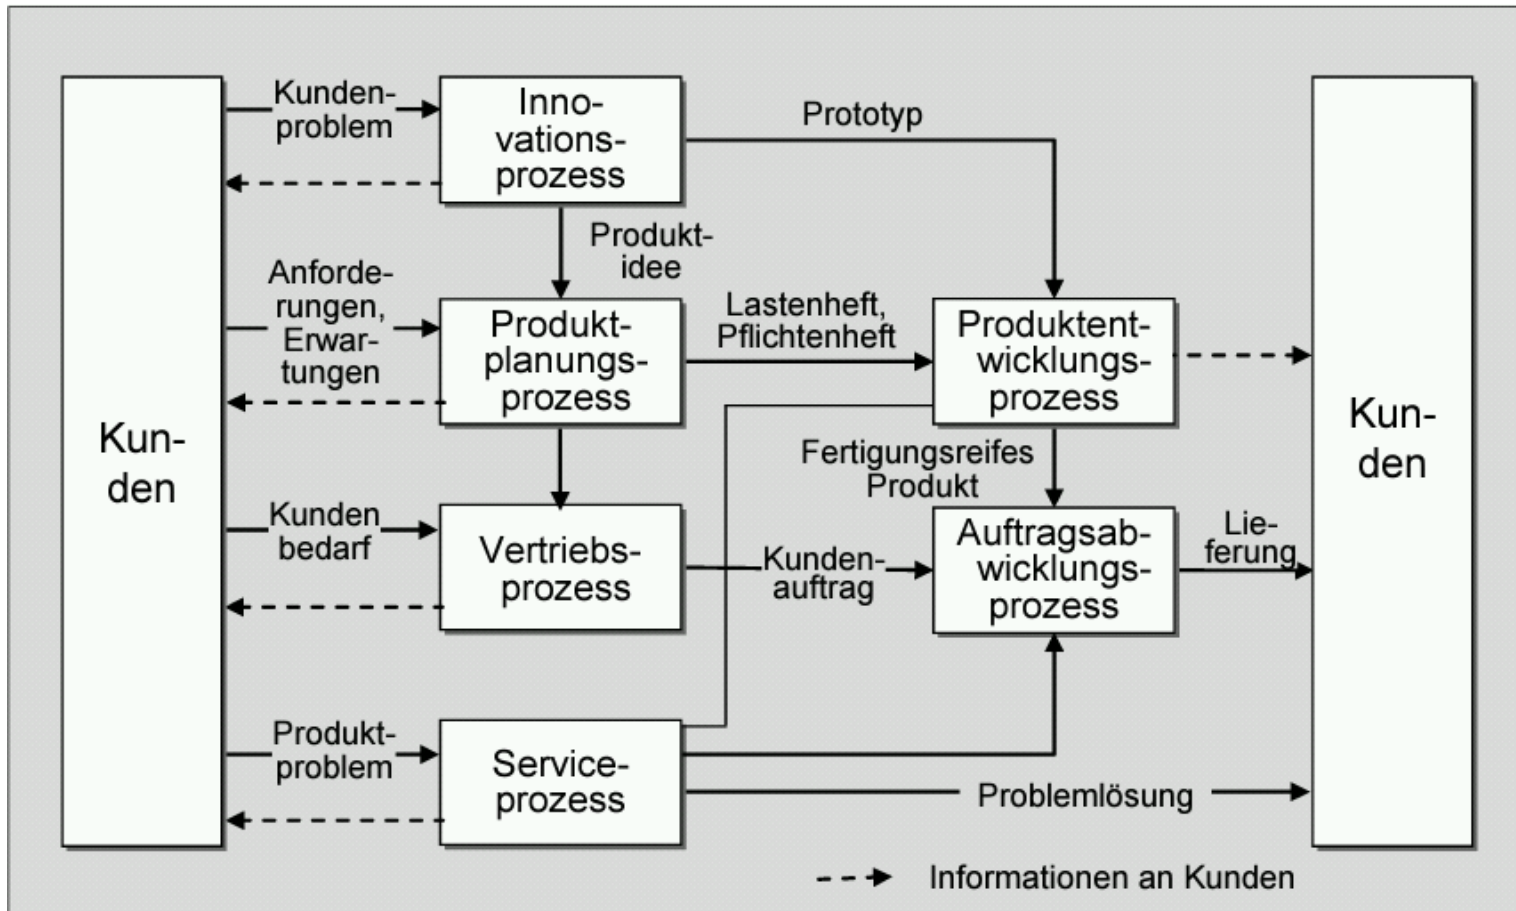 Kun-
den
Kunden-
problem
Inno-
vations-
prozess
Prototyp
Produkt-
idee
Anforde-
rungen,
Erwar-
tungen
Produkt-
planungs-
prozess
Lastenheft,
Pflichtenheft
Produktent-
wicklungs-
prozess
Fertigungsreifes
Produkt
Kunden
bedarf
Vertriebs-
prozess
Kunden-
auftrag
Auftragsab-
wicklungs-
prozess
Lie-
ferung
Kun-
den
Produkt-
problem
Service-
prozess
Problemlösung
Informationen an Kunden